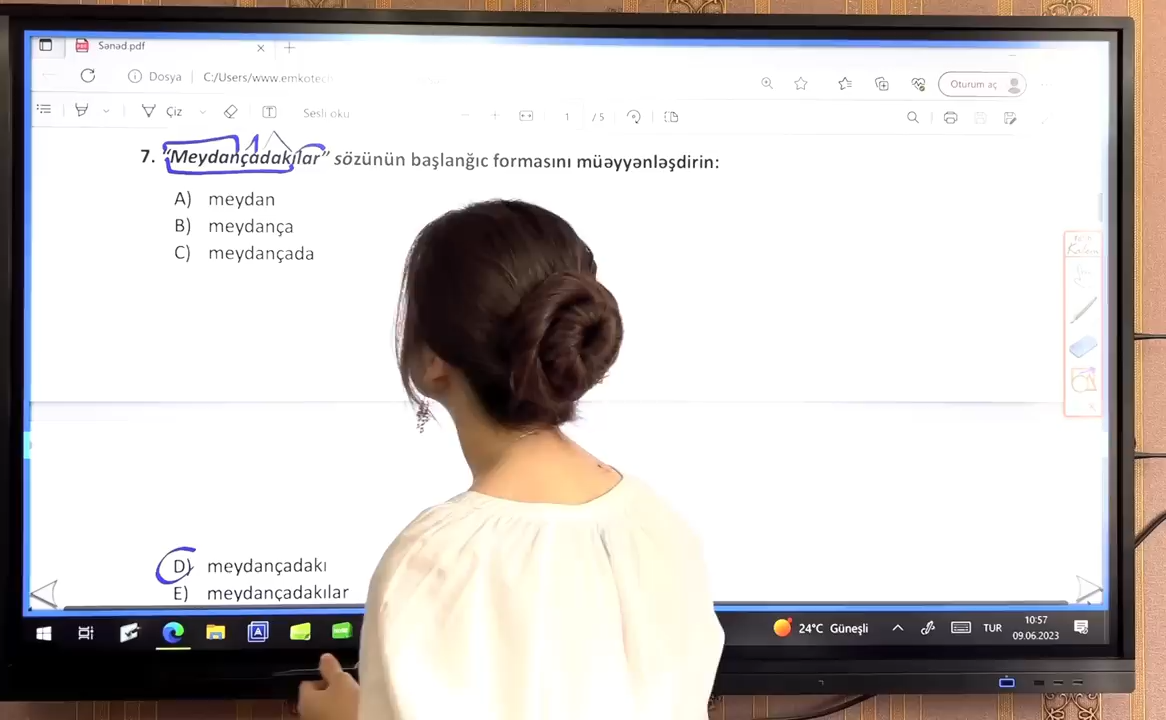 Sənəd.pdf
Dosya C:/Users/www.emkotech
Oturum aç
Çiz
Sesli oku
1 / 5
7. "Meydançadakılar" sözünün başlanğıc formasını müəyyənləşdirin:
A) meydan
B) meydança
C) meydançada
Kalem
D) meydançadakı
E) meydançadakılar
24°C Güneşli
TUR
10:57
09.06.2023